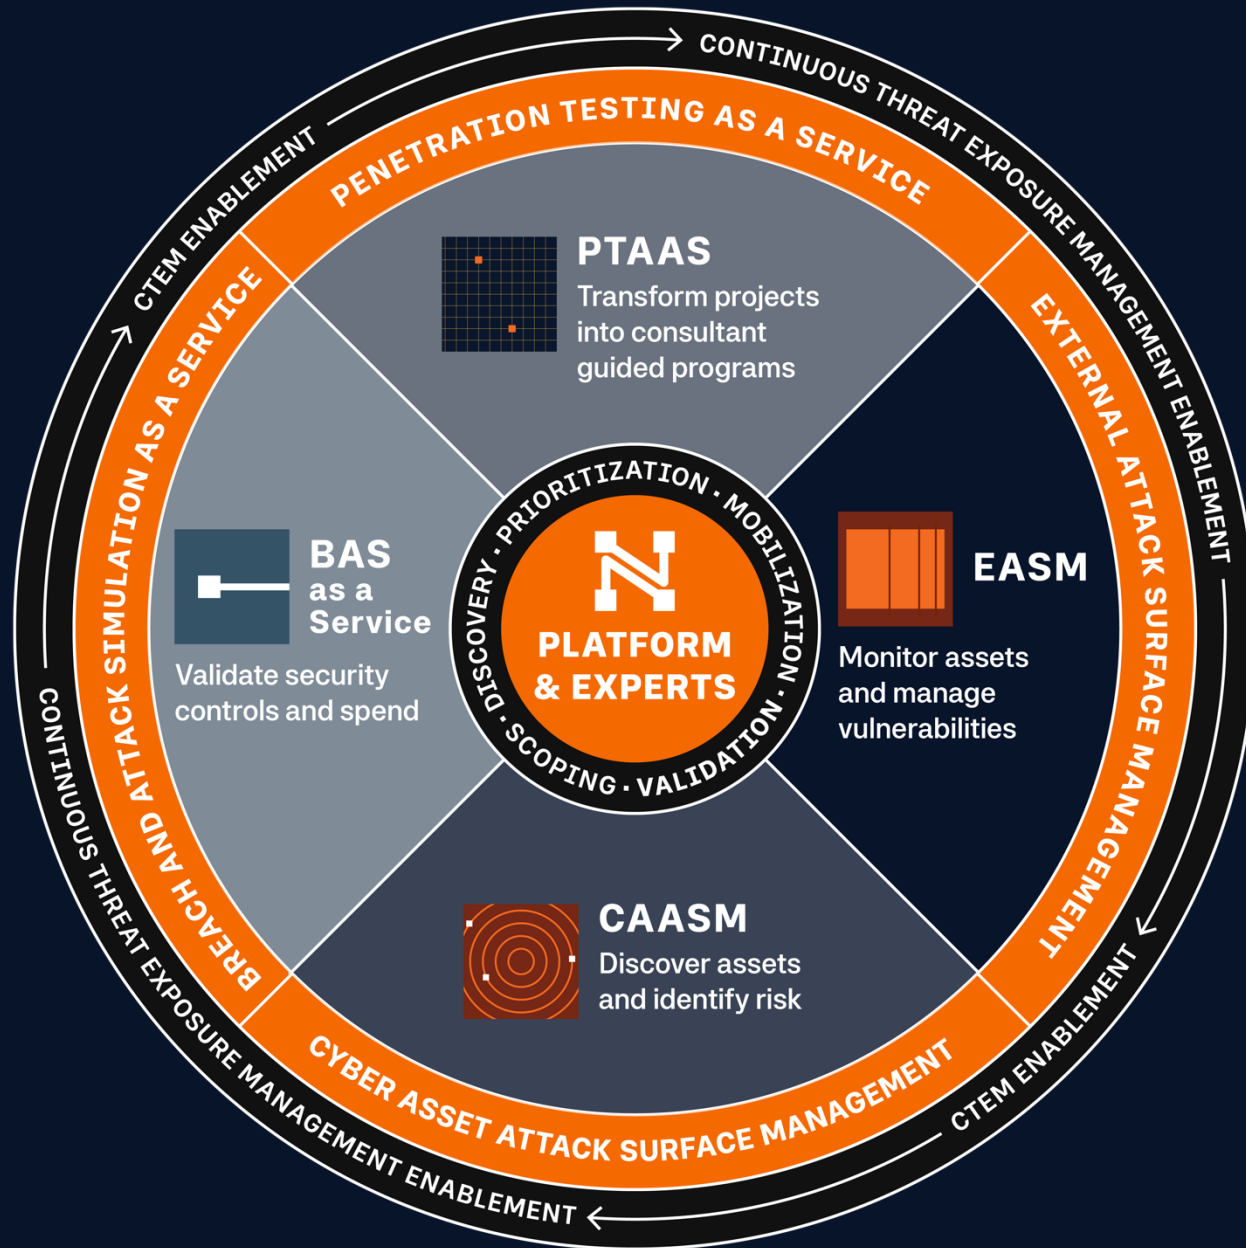 CONTINUOUS THREAT EXPOSURE MANAGEMENT ENABLEMENT
CTEM ENABLEMENT
CONTINUOUS THREAT EXPOSURE MANAGEMENT ENABLEMENT
CTEM ENABLEMENT
PENETRATION TESTING AS A SERVICE
EXTERNAL ATTACK SURFACE MANAGEMENT
CYBER ASSET ATTACK SURFACE MANAGEMENT
BREACH AND ATTACK SIMULATION AS A SERVICE
PTAAS
Transform projects
into consultant
guided programs
EASM
Monitor assets
and manage
vulnerabilities
CAASM
Discover assets
and identify risk
BAS
as a
Service
Validate security
controls and spend
SCOPING · DISCOVERY · PRIORITIZATION · MOBILIZATION · VALIDATION ·
N
PLATFORM
& EXPERTS